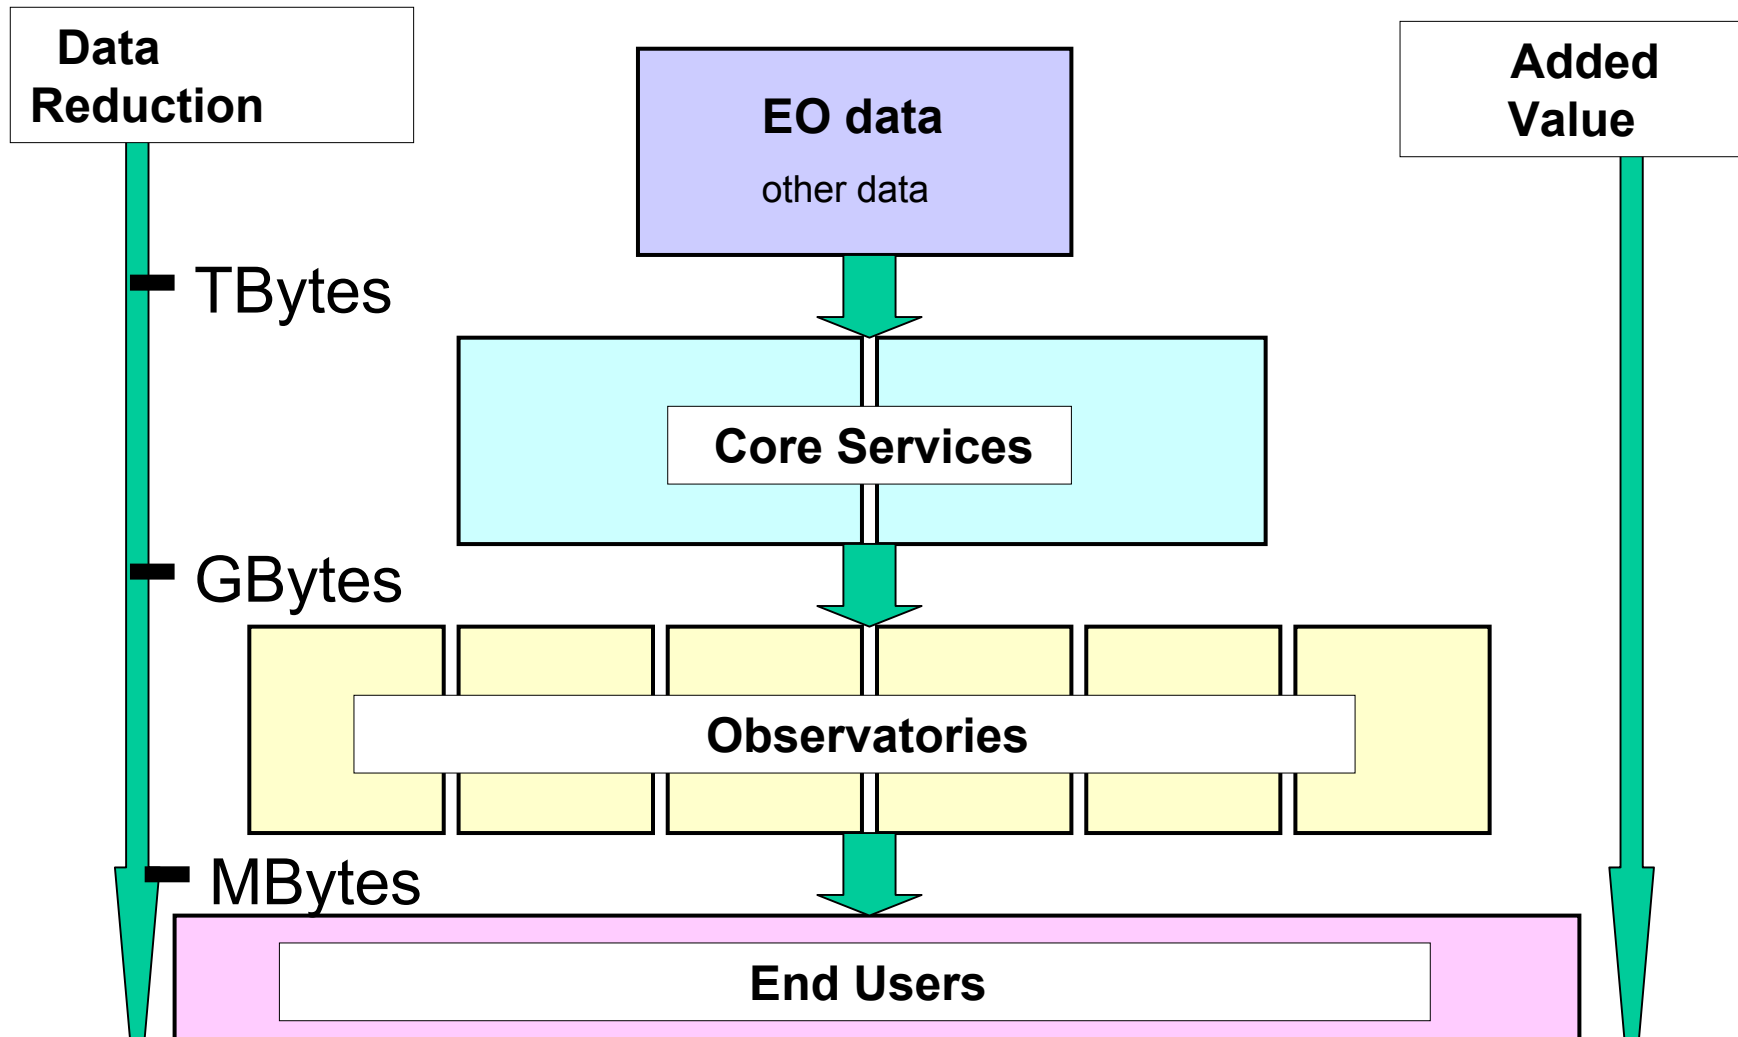 Data
Reduction
EO data
other data
Added
Value
TBytes
Core Services
GBytes
Observatories
MBytes
End Users